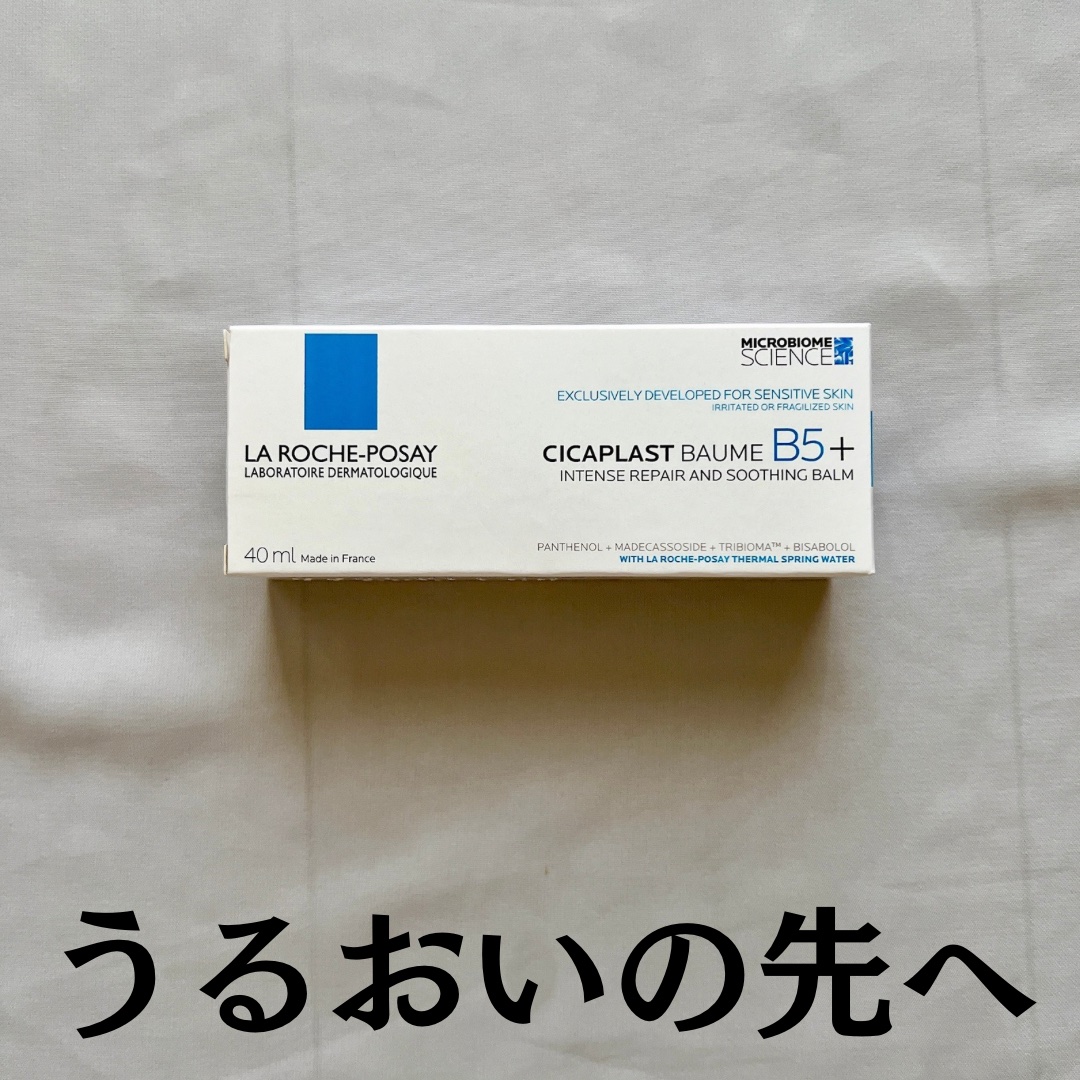 MICROBIOME
SCIENCE
EXCLUSIVELY DEVELOPED FOR SENSITIVE SKIN
IRRITATED OR FRAGILIZED SKIN
LA ROCHE-POSAY
LABORATOIRE DERMATOLOGIQUE
CICAPLAST BAUME B5+
INTENSE REPAIR AND SOOTHING BALM
40 ml Made in France
PANTHENOL + MADECASSOSIDE + TRIBIOMA™ + BISABOLOL
WITH LA ROCHE-POSAY THERMAL SPRING WATER
うるおいの先へ